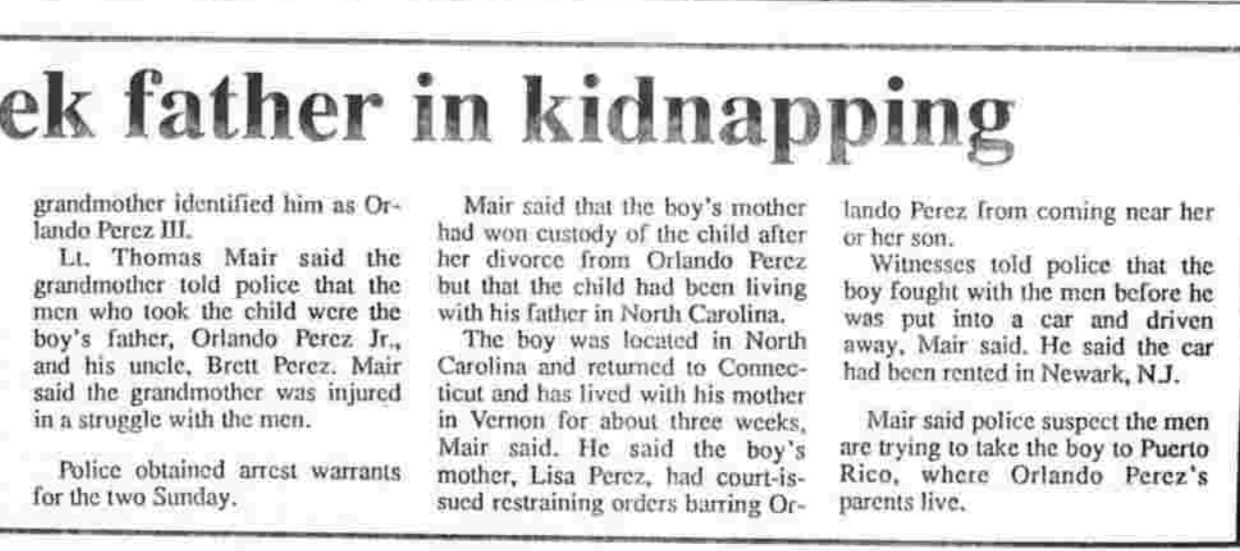 ek father in kidnapping
grandmother identified him as Or-
lando Perez III.
Lt. Thomas Mair said the
grandmother told police that the
men who took the child were the
boy's father, Orlando Perez Jr.,
and his uncle, Brett Perez. Mair
said the grandmother was injured
in a struggle with the men.
Police obtained arrest warrants
for the two Sunday.
Mair said that the boy's mother
had won custody of the child after
her divorce from Orlando Perez
but that the child had been living
with his father in North Carolina.
The boy was located in North
Carolina and returned to Connec-
ticut and has lived with his mother
in Vernon for about three weeks,
Mair said. He said the boy's
mother, Lisa Perez, had court-is-
sued restraining orders barring Or-
lando Perez from coming near her
or her son.
Witnesses told police that the
boy fought with the men before he
was put into a car and driven
away, Mair said. He said the car
had been rented in Newark, N.J.
Mair said police suspect the men
are trying to take the boy to Puerto
Rico, where Orlando Perez's
parents live.